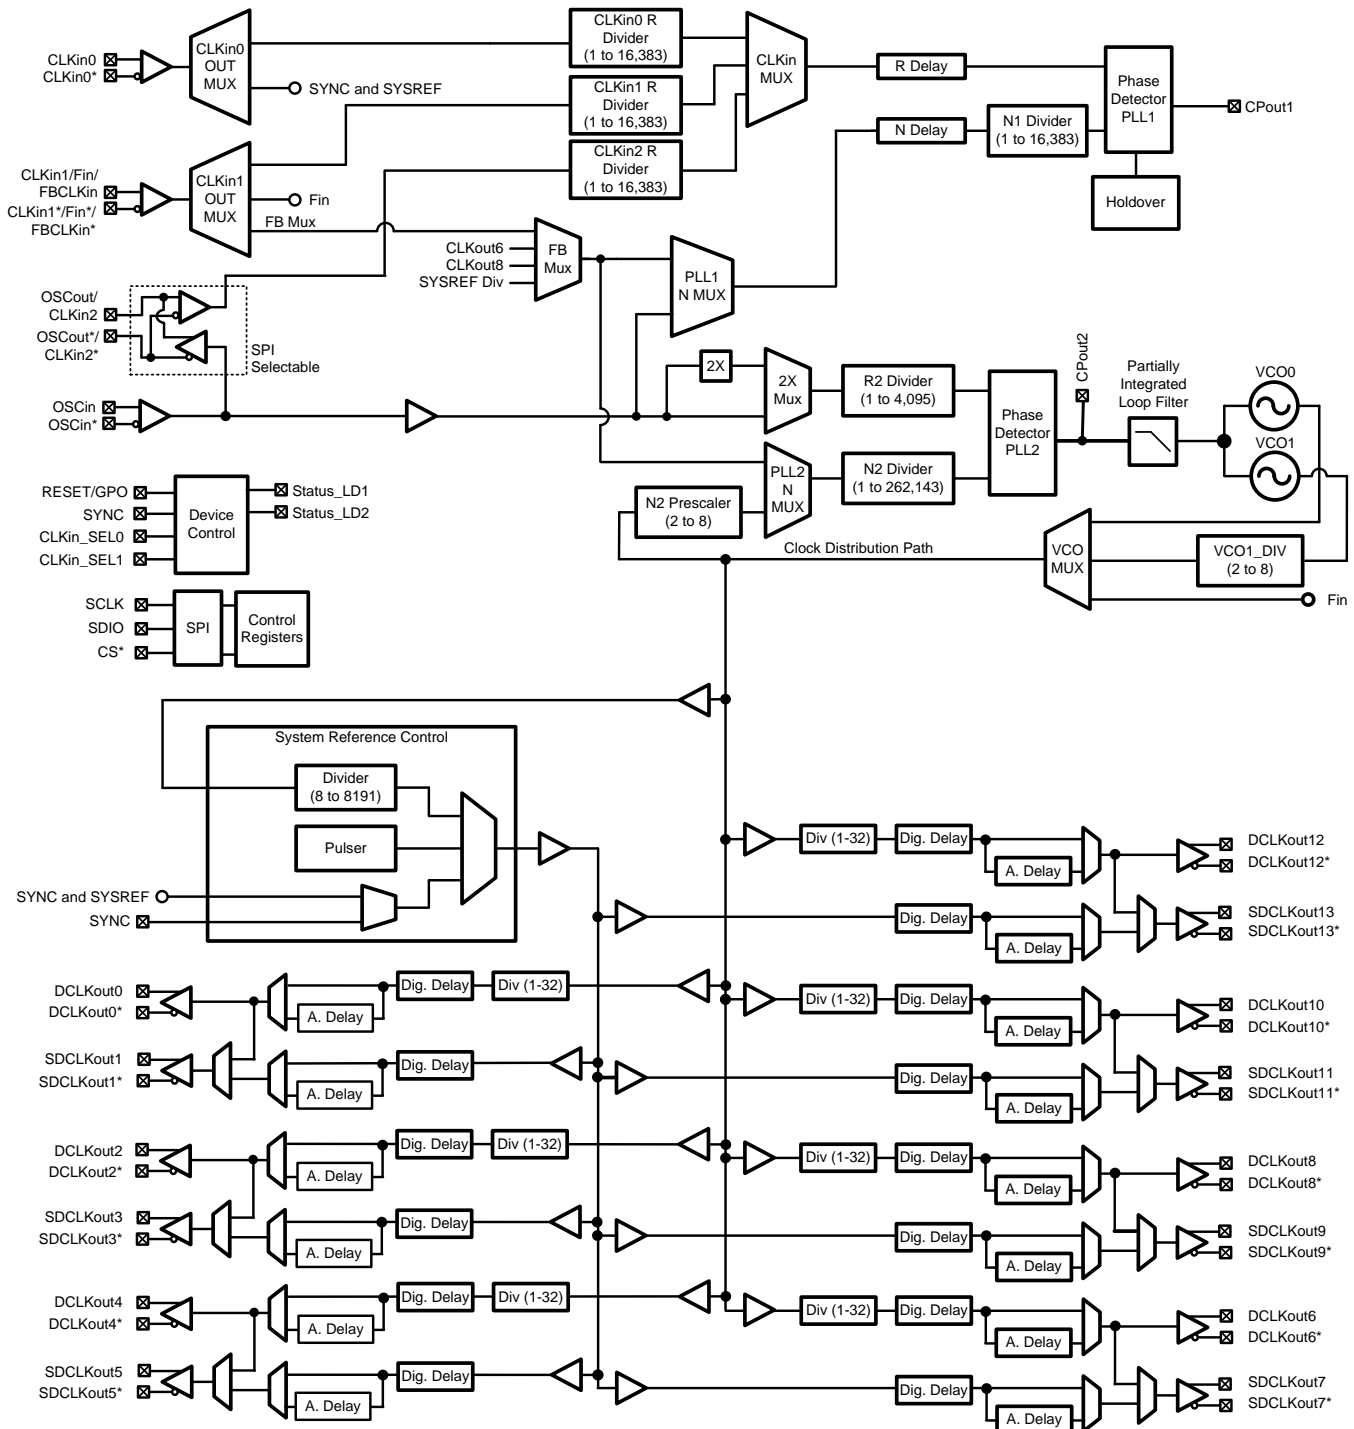 CLKin0
CLKin0*
CLKin0
OUT
MUX
SYNC and SYSREF
CLKin0 R
Divider
(1 to 16,383)
CLKin1 R
Divider
(1 to 16,383)
CLKin2 R
Divider
(1 to 16,383)
CLKin
MUX
R Delay
N Delay
N1 Divider
(1 to 16,383)
Phase
Detector
PLL1
CPout1
Holdover
CLKin1/Fin/
FBCLKin
CLKin1*/Fin*/
FBCLKin*
CLKin1
OUT
MUX
Fin
FB Mux
CLKout6
CLKout8
SYSREF Div
FB
Mux
PLL1
N MUX
OSCout/
CLKin2
OSCout*/
CLKin2*
SPI
Selectable
OSCin
OSCin*
2X
2X
Mux
R2 Divider
(1 to 4,095)
Phase
Detector
PLL2
CPout2
Partially
Integrated
Loop Filter
VCO0
VCO1
PLL2
N
MUX
N2 Divider
(1 to 262,143)
N2 Prescaler
(2 to 8)
Clock Distribution Path
VCO
MUX
VCO1_DIV
(2 to 8)
Fin
RESET/GPO
SYNC
CLKin_SEL0
CLKin_SEL1
Device
Control
Status_LD1
Status_LD2
SCLK
SDIO
CS*
SPI
Control
Registers
System Reference Control
Divider
(8 to 8191)
Pulser
SYNC and SYSREF
SYNC
Div (1-32)
Dig. Delay
A. Delay
DCLKout12
DCLKout12*
Dig. Delay
A. Delay
SDCLKout13
SDCLKout13*
DCLKout0
DCLKout0*
A. Delay
Dig. Delay
Div (1-32)
Div (1-32)
Dig. Delay
A. Delay
DCLKout10
DCLKout10*
SDCLKout1
SDCLKout1*
A. Delay
Dig. Delay
Dig. Delay
A. Delay
SDCLKout11
SDCLKout11*
DCLKout2
DCLKout2*
A. Delay
Dig. Delay
Div (1-32)
Div (1-32)
Dig. Delay
A. Delay
DCLKout8
DCLKout8*
SDCLKout3
SDCLKout3*
A. Delay
Dig. Delay
Dig. Delay
A. Delay
SDCLKout9
SDCLKout9*
DCLKout4
DCLKout4*
A. Delay
Dig. Delay
Div (1-32)
Div (1-32)
Dig. Delay
A. Delay
DCLKout6
DCLKout6*
SDCLKout5
SDCLKout5*
A. Delay
Dig. Delay
Dig. Delay
A. Delay
SDCLKout7
SDCLKout7*